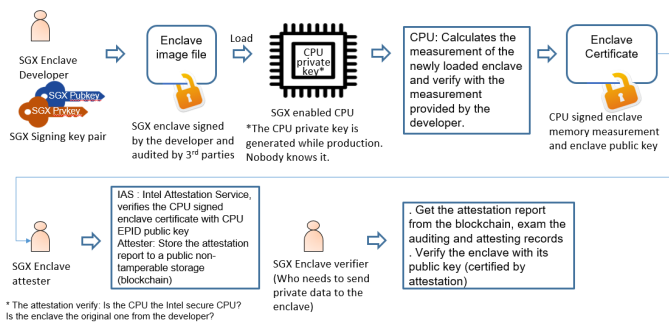 SGX Enclave
Developer
SGX Pubkey
SGX Prvkey
SGX Signing key pair
Enclave
image file
SGX enclave signed
by the developer and
audited by 3rd parties
Load
CPU
private
key*
SGX enabled CPU
*The CPU private key is
generated while production.
Nobody knows it.
CPU: Calculates the
measurement of the
newly loaded enclave
and verify with the
measurement
provided by the
developer.
Enclave
Certificate
CPU signed enclave
memory measurement
and enclave public key
SGX Enclave
attester
IAS : Intel Attestation Service,
verifies the CPU signed
enclave certificate with CPU
EPID public key
Attester: Store the attestation
report to a public non-
tamperable storage
(blockchain)
SGX Enclave verifier
(Who needs to send
private data to the
enclave)
. Get the attestation report
from the blockchain, exam the
auditing and attesting records
. Verify the enclave with its
public key (certified by
attestation)
* The attestation verify: Is the CPU the Intel secure CPU?
Is the enclave the original one from the developer?